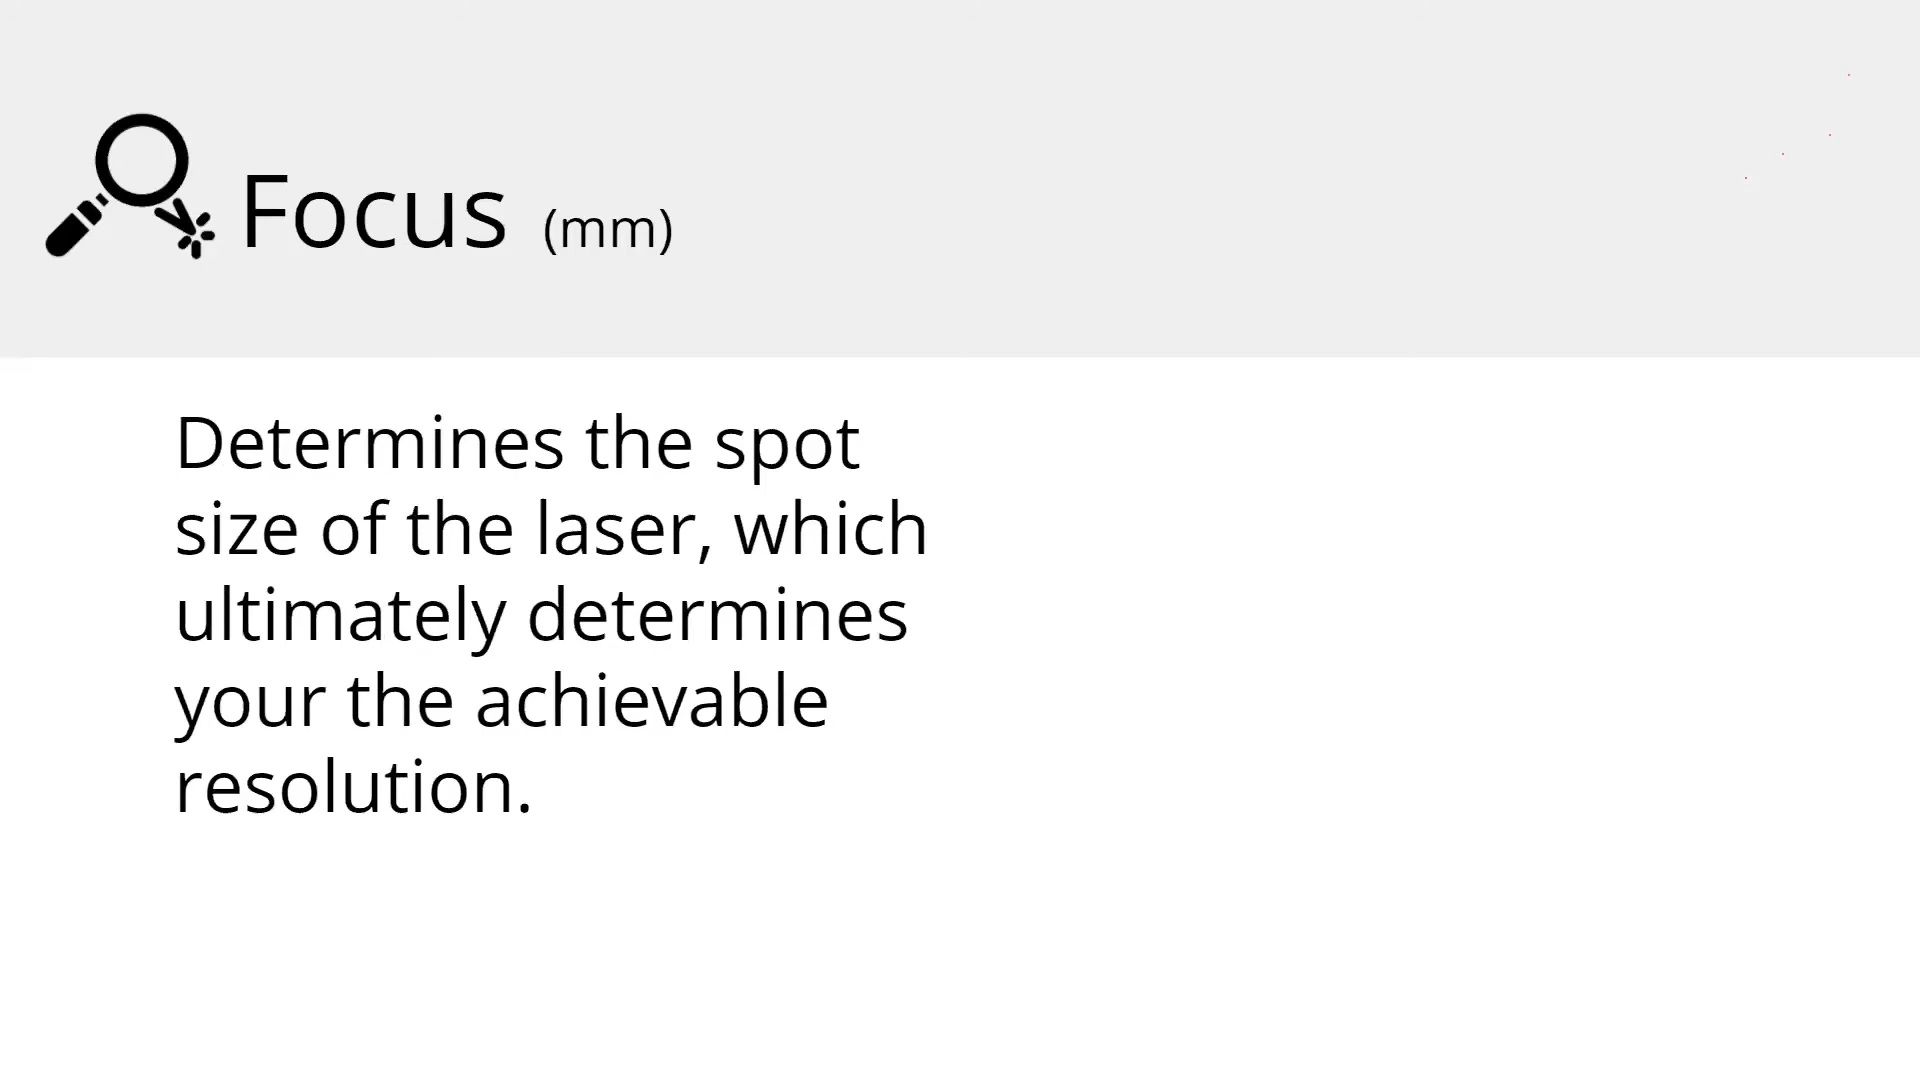 Focus (mm)
Determines the spot
size of the laser, which
ultimately determines
your the achievable
resolution.